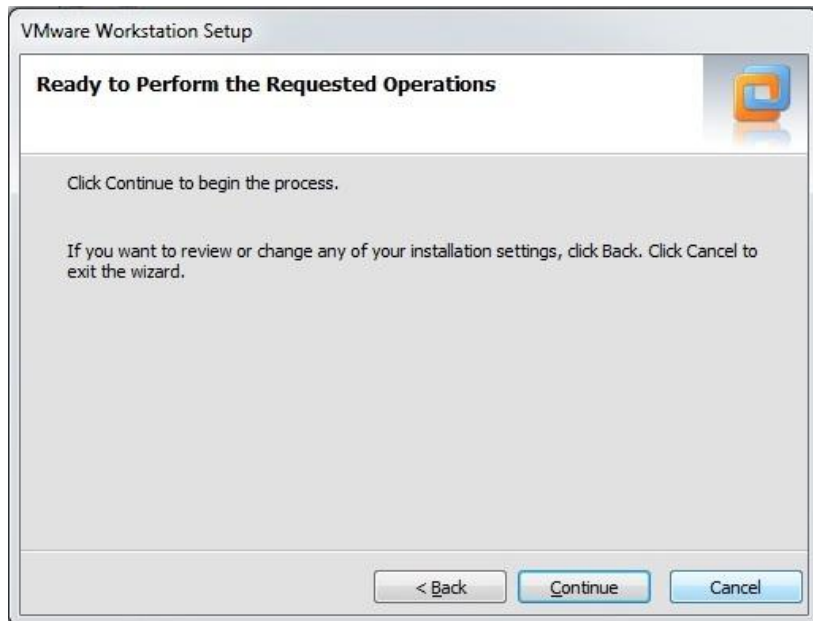 VMware Workstation Setup
Ready to Perform the Requested Operations
Click Continue to begin the process.
If you want to review or change any of your installation settings, click Back. Click Cancel to
exit the wizard.
< Back
Continue
Cancel